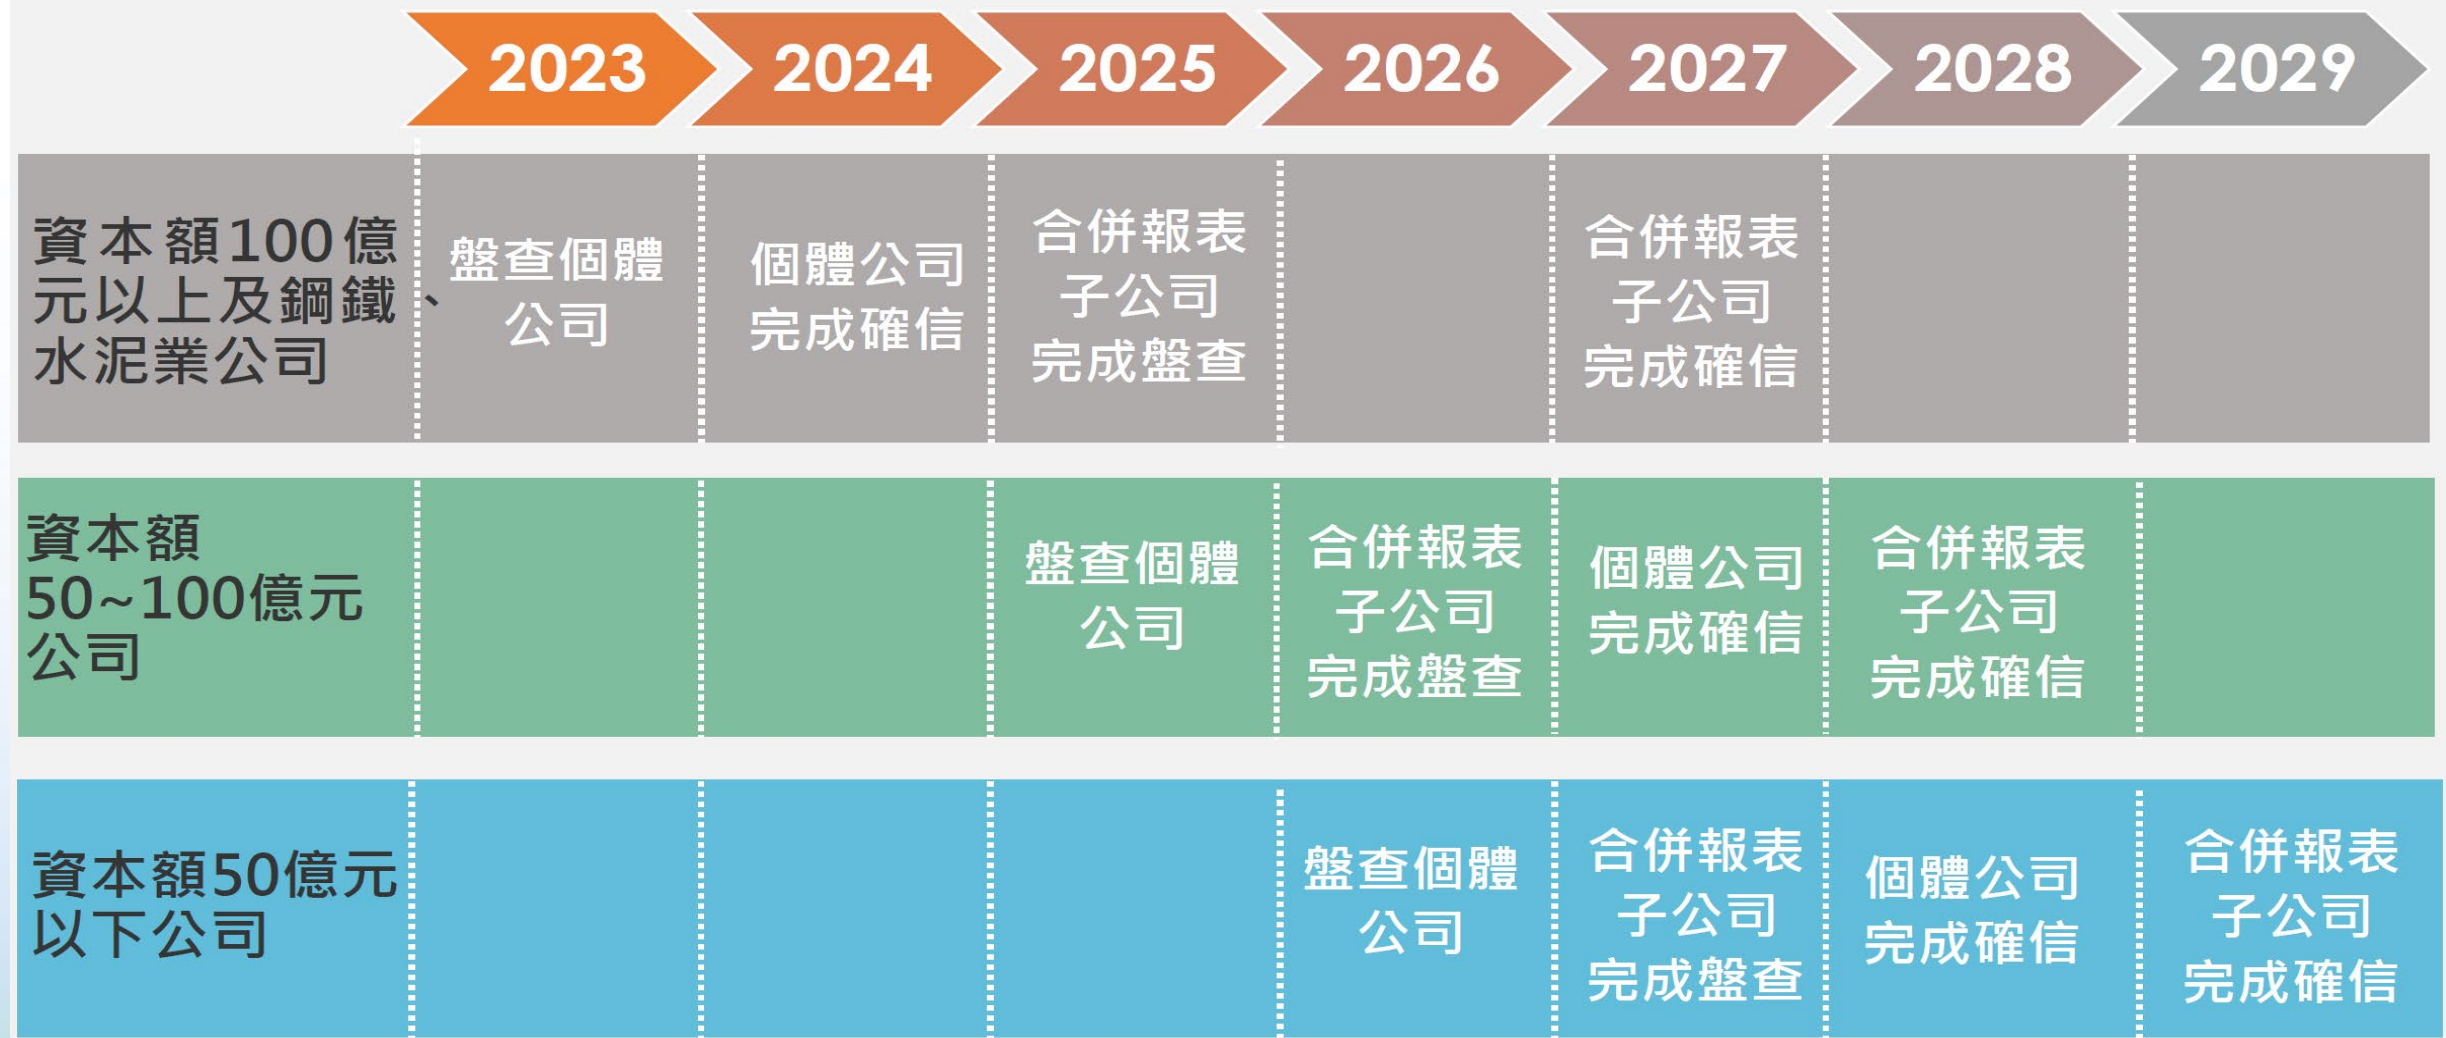 2023
2024
2025
2026
2027
2028
2029
資本額100億
元以上及鋼鐵、
水泥業公司
盤查個體
公司
個體公司
完成確信
合併報表
子公司
完成盤查
合併報表
子公司
完成確信
資本額
50~100億元
公司
盤查個體
公司
合併報表
子公司
完成盤查
個體公司
完成確信
合併報表
子公司
完成確信
資本額50億元
以下公司
盤查個體
公司
合併報表
子公司
完成盤查
個體公司
完成確信
合併報表
子公司
完成確信